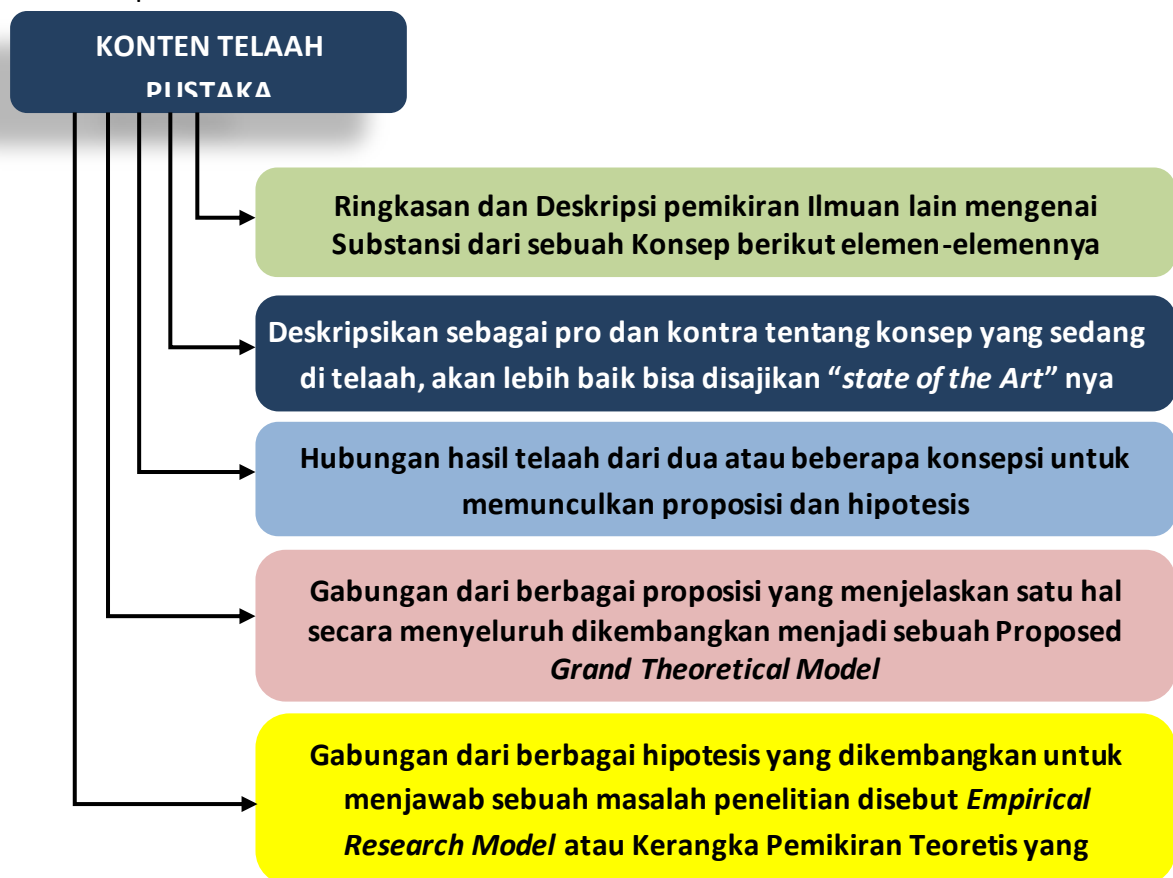 KONTEN TELAAH
PUSTAKA
Ringkasan dan Deskripsi pemikiran Ilmuan lain mengenai
Substansi dari sebuah Konsep berikut elemen-elemennya
Deskripsikan sebagai pro dan kontra tentang konsep yang sedang
di telaah, akan lebih baik bisa disajikan “state of the Art” nya
Hubungan hasil telaah dari dua atau beberapa konsepsi untuk
memunculkan proposisi dan hipotesis
Gabungan dari berbagai proposisi yang menjelaskan satu hal
secara menyeluruh dikembangkan menjadi sebuah Proposed
Grand Theoretical Model
Gabungan dari berbagai hipotesis yang dikembangkan untuk
menjawab sebuah masalah penelitian disebut Empirical
Research Model atau Kerangka Pemikiran Teoretis yang